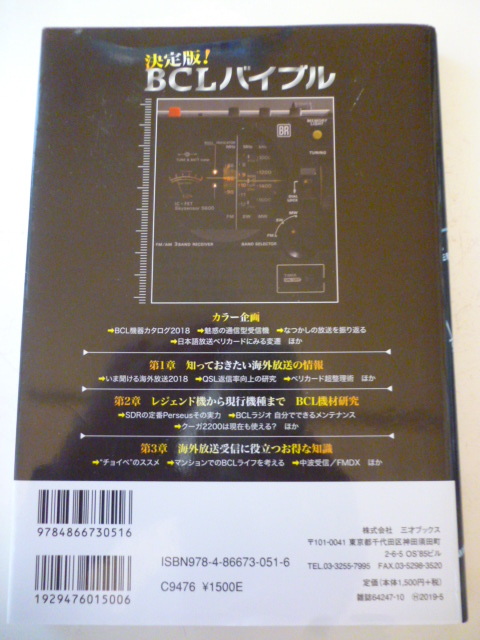 決定版!
BCLバイブル
BR
TUNING
FM-AM 3 BAND RECEIVER
BAND SELECTOR
カラー企画
➔BCL機器カタログ2018 ➔魅惑の通信型受信機 ➔なつかしの放送を振り返る
➔日本語放送ベリカードにみる変遷 ほか
第1章 知っておきたい海外放送の情報
➔いま聞ける海外放送2018 ➔QSL返信率向上の研究 ➔ベリカード超整理術 ほか
第2章 レジェンド機から現行機種まで BCL機材研究
➔SDRの定番Perseusその実力 ➔BCLラジオ 自分でできるメンテナンス
➔クーガ2200は現在も使える? ほか
第3章 海外放送受信に役立つお得な知識
➔"チョイベ"のススメ ➔マンションでのBCLライフを考える ➔中波受信/FMDX ほか
9784866730516
1929476015006
ISBN978-4-86673-051-6
C9476 ¥1500E
株式会社 三才ブックス
〒101-0041 東京都千代田区神田須田町
2-6-5 OS'85ビル
TEL.03-3255-7995 FAX.03-5298-3520
定価(本体1,500円+税)
雑誌64247-10 Ⓛ2019-5